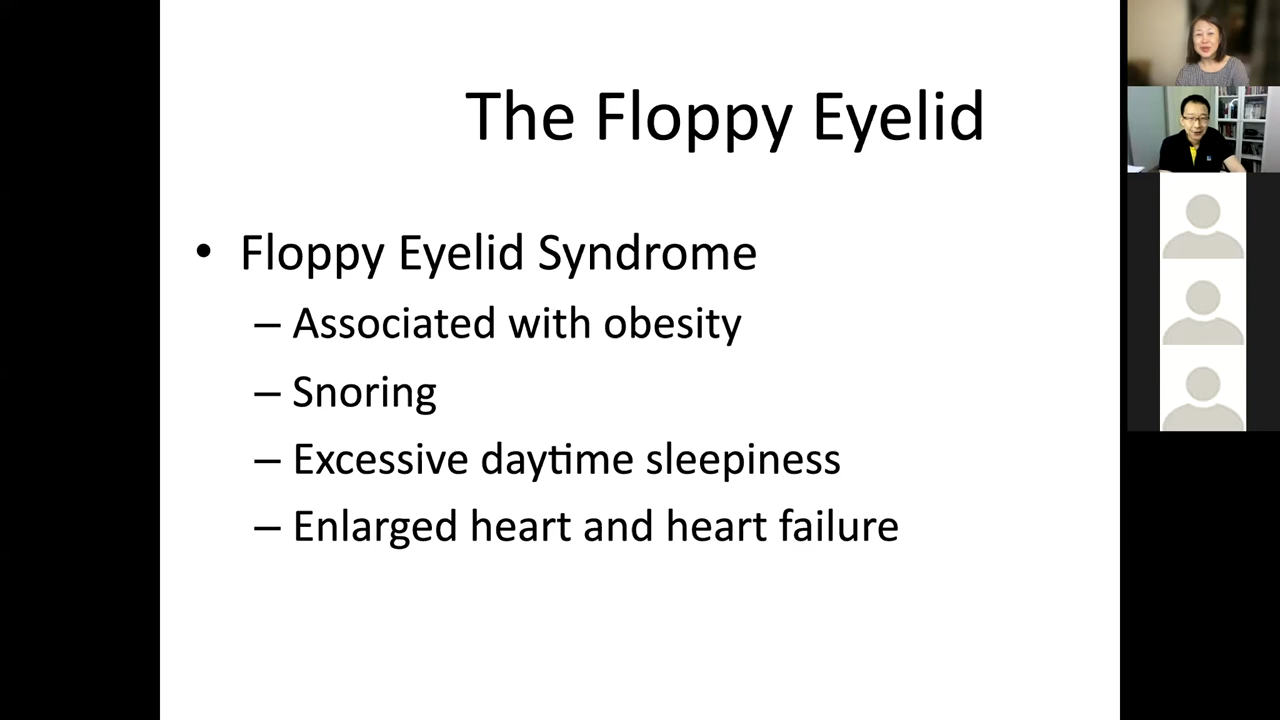 The Floppy Eyelid
• Floppy Eyelid Syndrome
– Associated with obesity
– Snoring
– Excessive daytime sleepiness
– Enlarged heart and heart failure